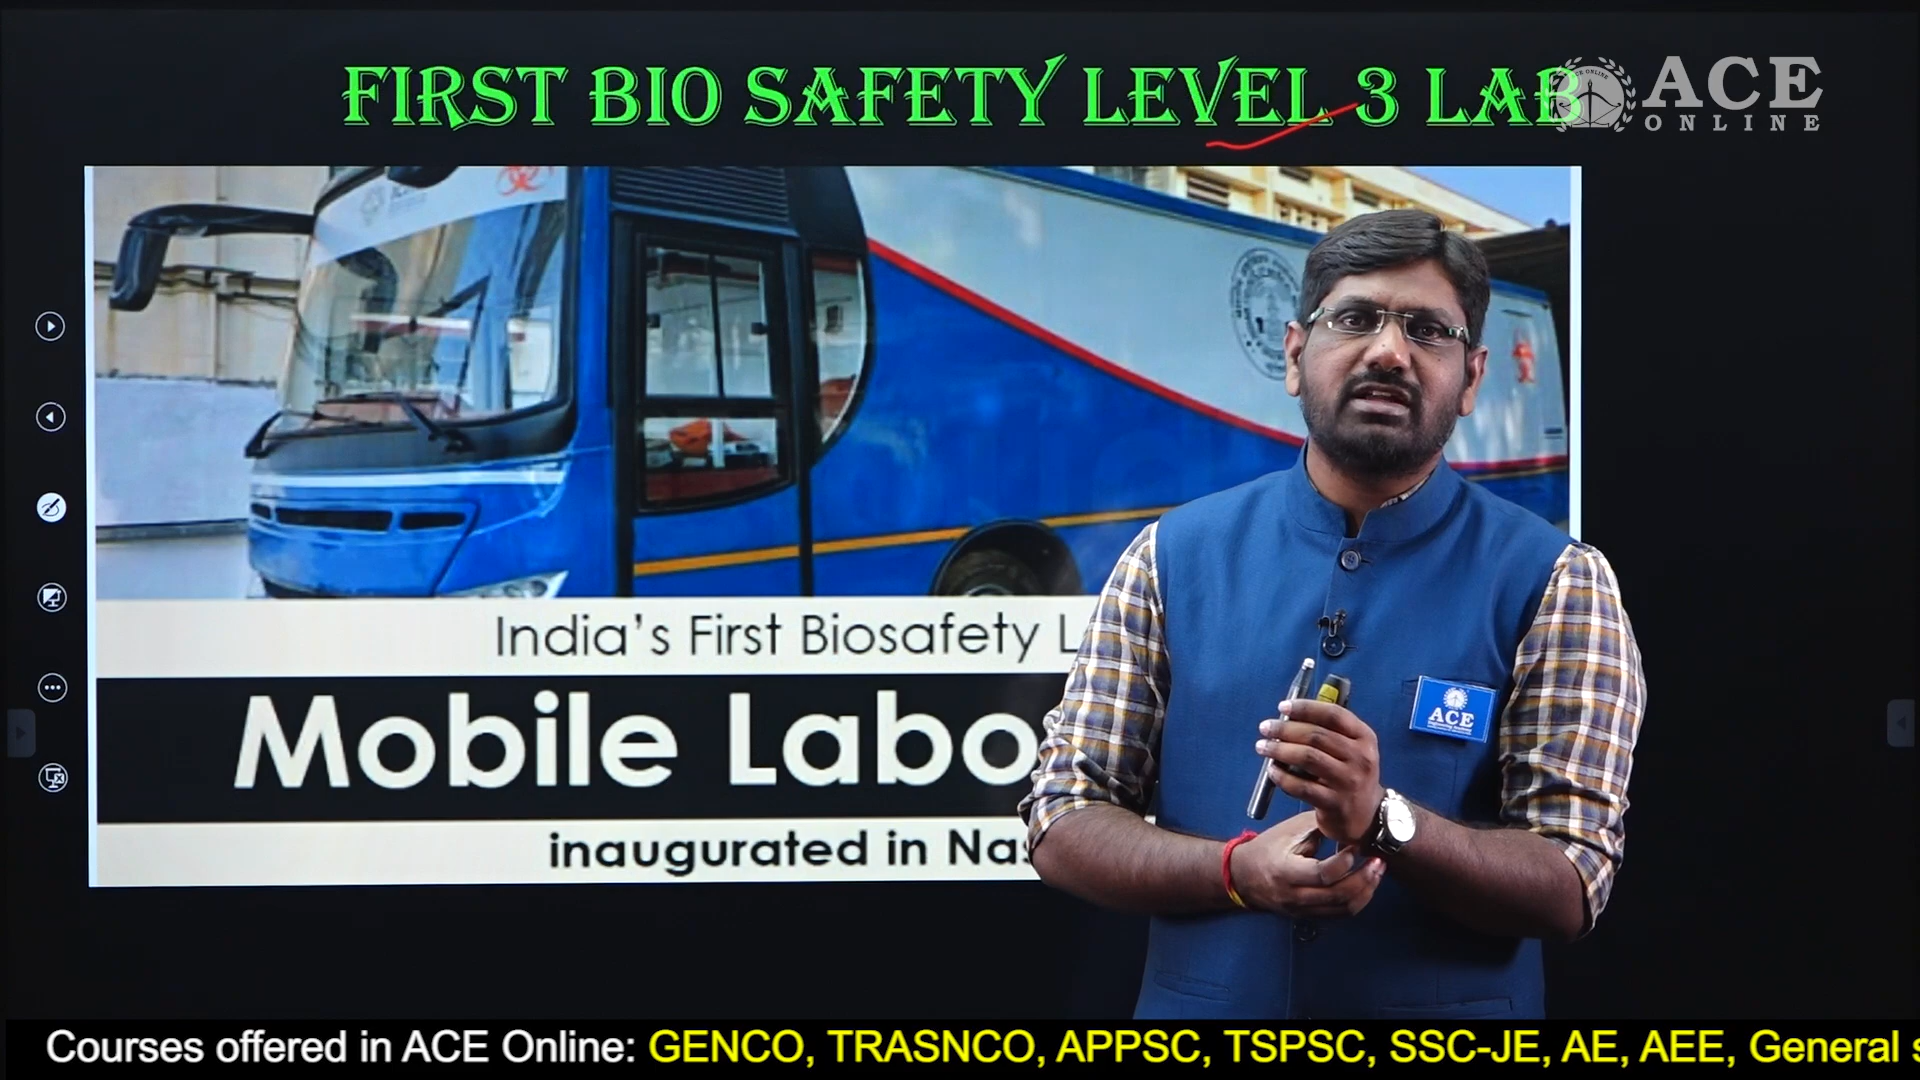 FIRST BIO SAFETY LEVEL 3 LAB
ACE
ONLINE
India's First Biosafety L
Mobile Labo
inaugurated in Nas
ACE
Courses offered in ACE Online: GENCO, TRASNCO, APPSC, TSPSC, SSC-JE, AE, AEE, General s